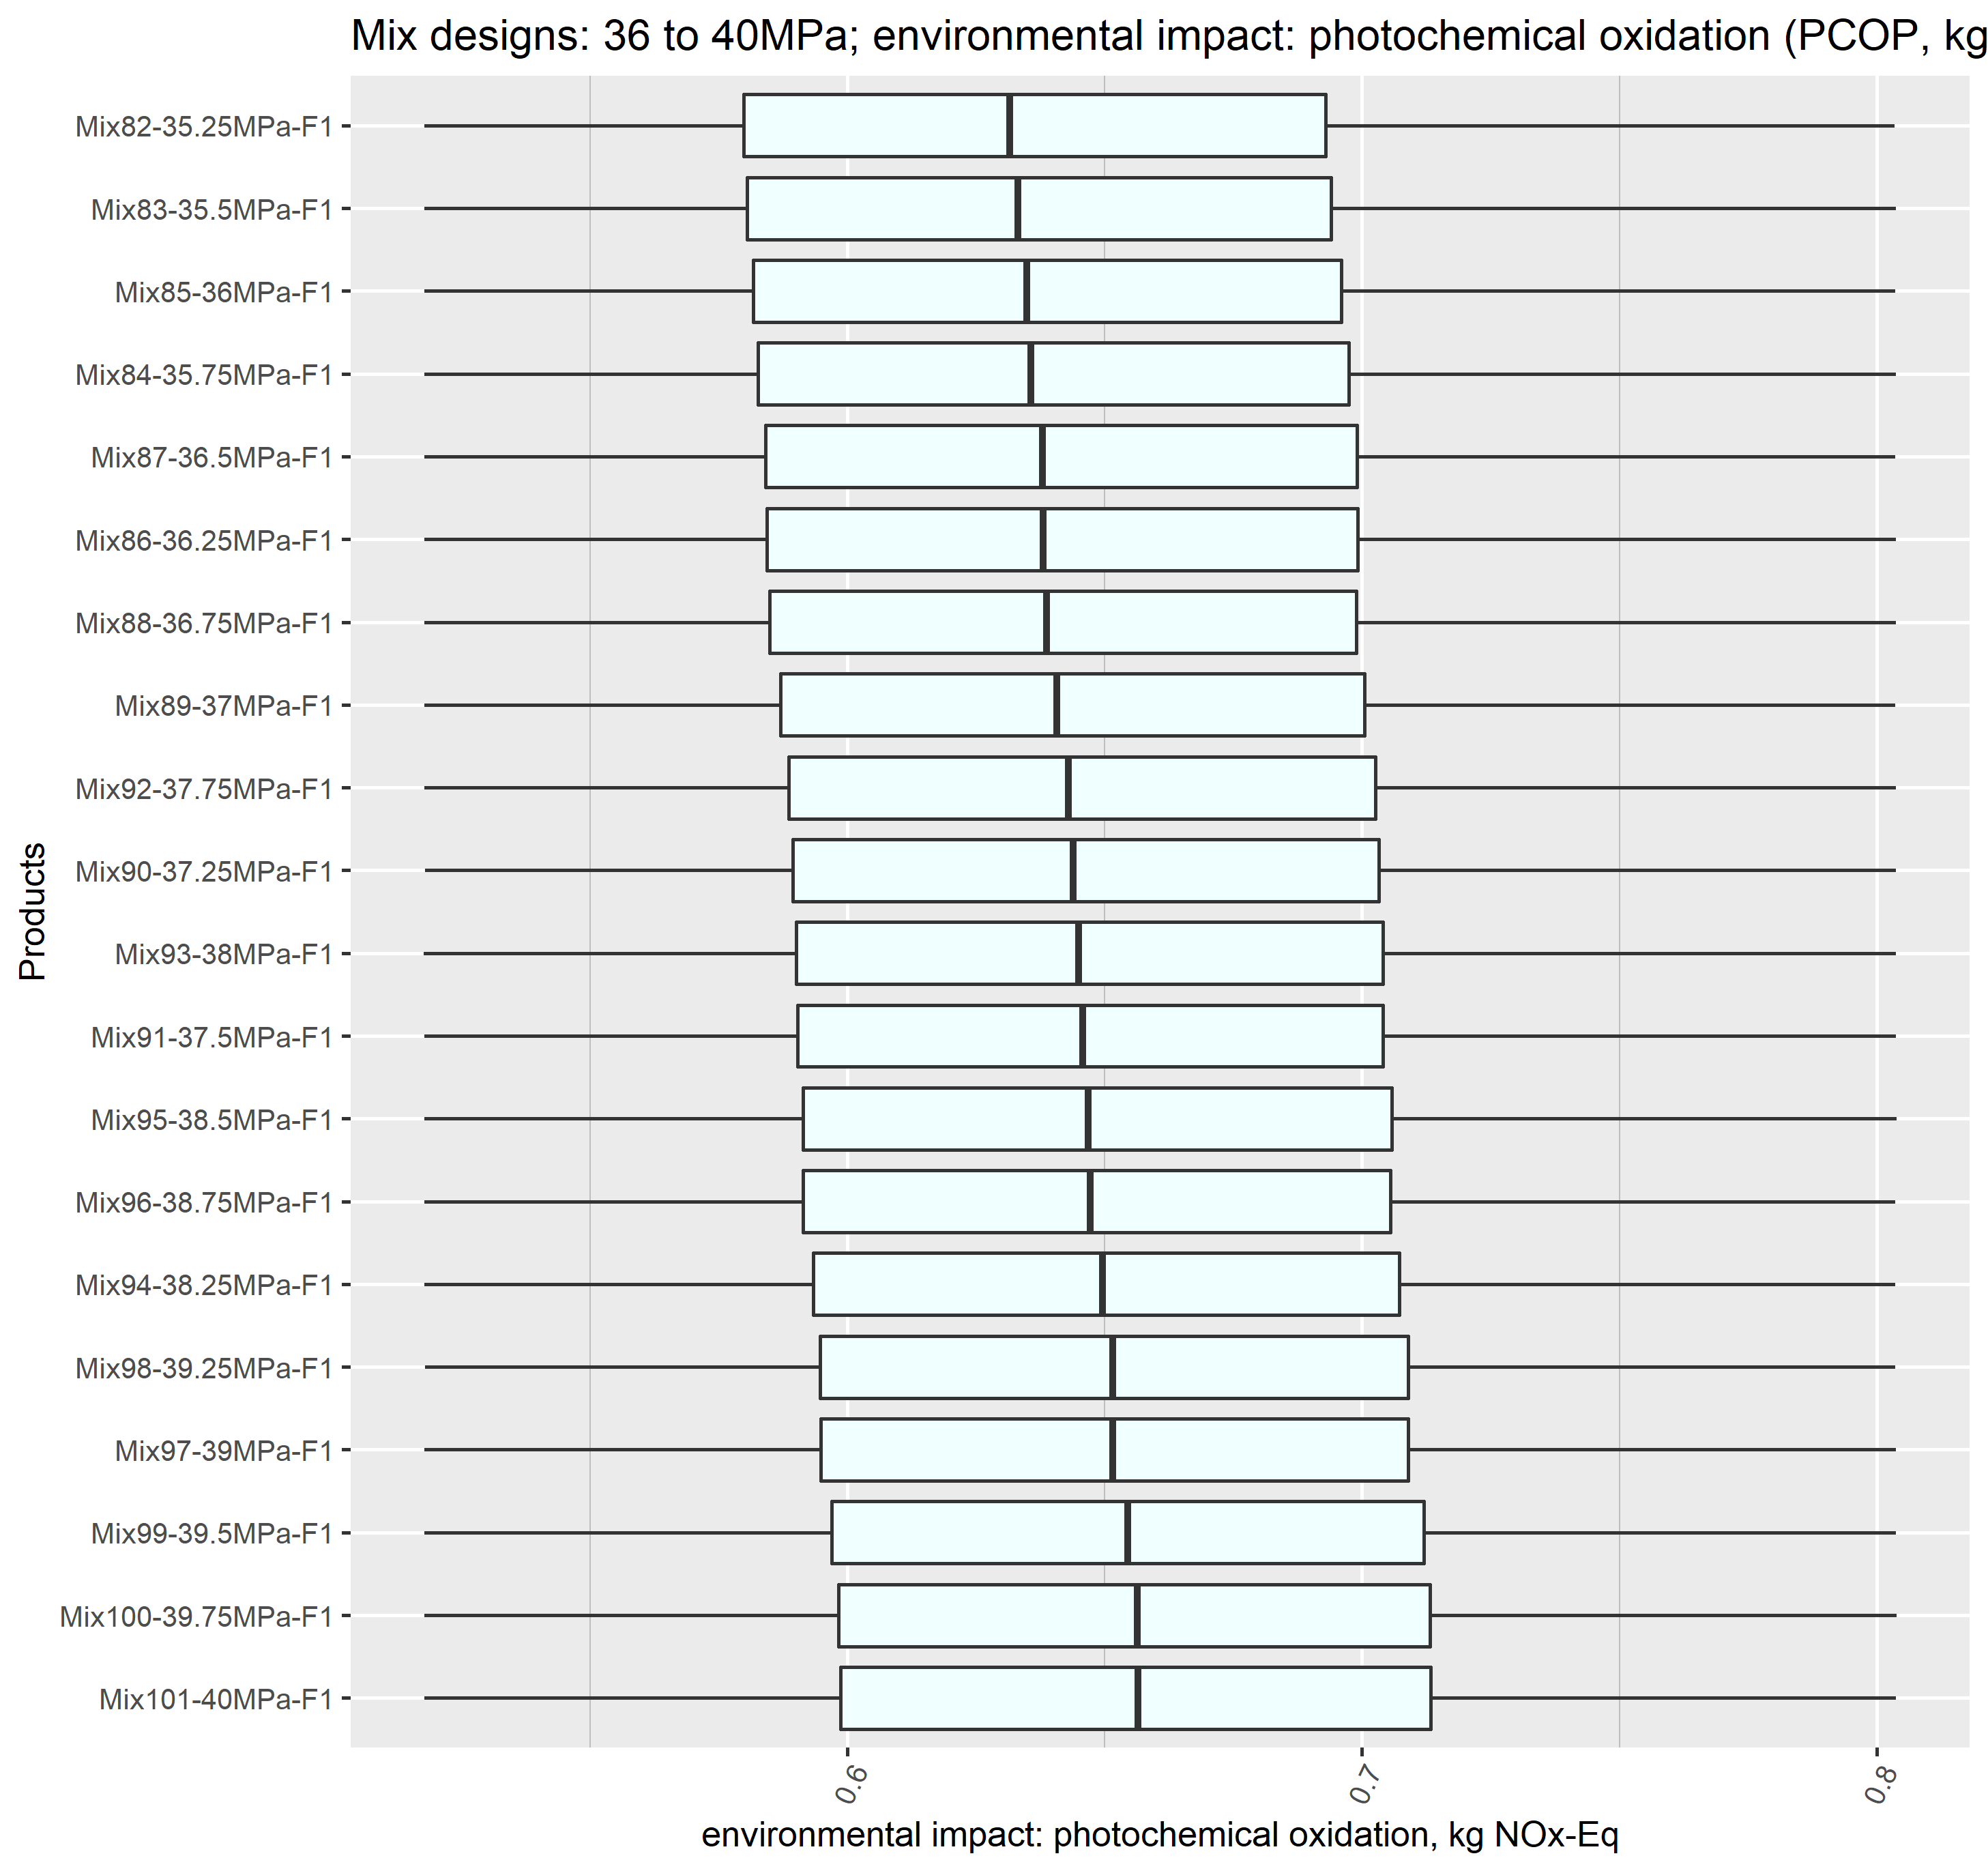 Mix designs: 36 to 40MPa; environmental impact: photochemical oxidation (PCOP, kg
Mix82-35.25MPa-F1
Mix83-35.5MPa-F1
Mix85-36MPa-F1
Mix84-35.75MPa-F1
Mix87-36.5MPa-F1
Mix86-36.25MPa-F1
Mix88-36.75MPa-F1
Mix89-37MPa-F1
Mix92-37.75MPa-F1
Mix90-37.25MPa-F1
Mix93-38MPa-F1
Mix91-37.5MPa-F1
Mix95-38.5MPa-F1
Mix96-38.75MPa-F1
Mix94-38.25MPa-F1
Mix98-39.25MPa-F1
Mix97-39MPa-F1
Mix99-39.5MPa-F1
Mix100-39.75MPa-F1
Mix101-40MPa-F1
Products
0.6
0.7
0.8
environmental impact: photochemical oxidation, kg NOx-Eq